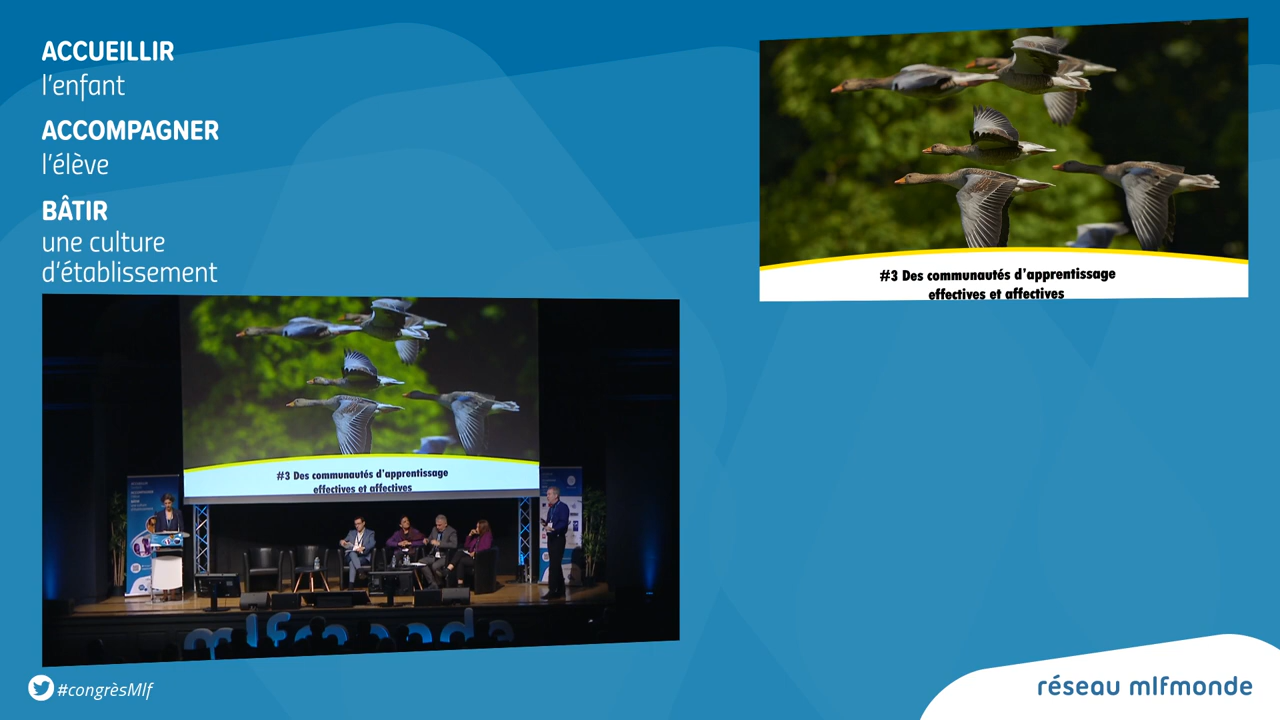 ACCUEILLIR
l'enfant
ACCOMPAGNER
l'élève
BÂTIR
une culture
d'établissement
#3 Des communautés d'apprentissage
effectives et affectives
#3 Des communautés d'apprentissage
effectives et affectives
mlfmonde
#congrèsMlf
réseau mlfmonde